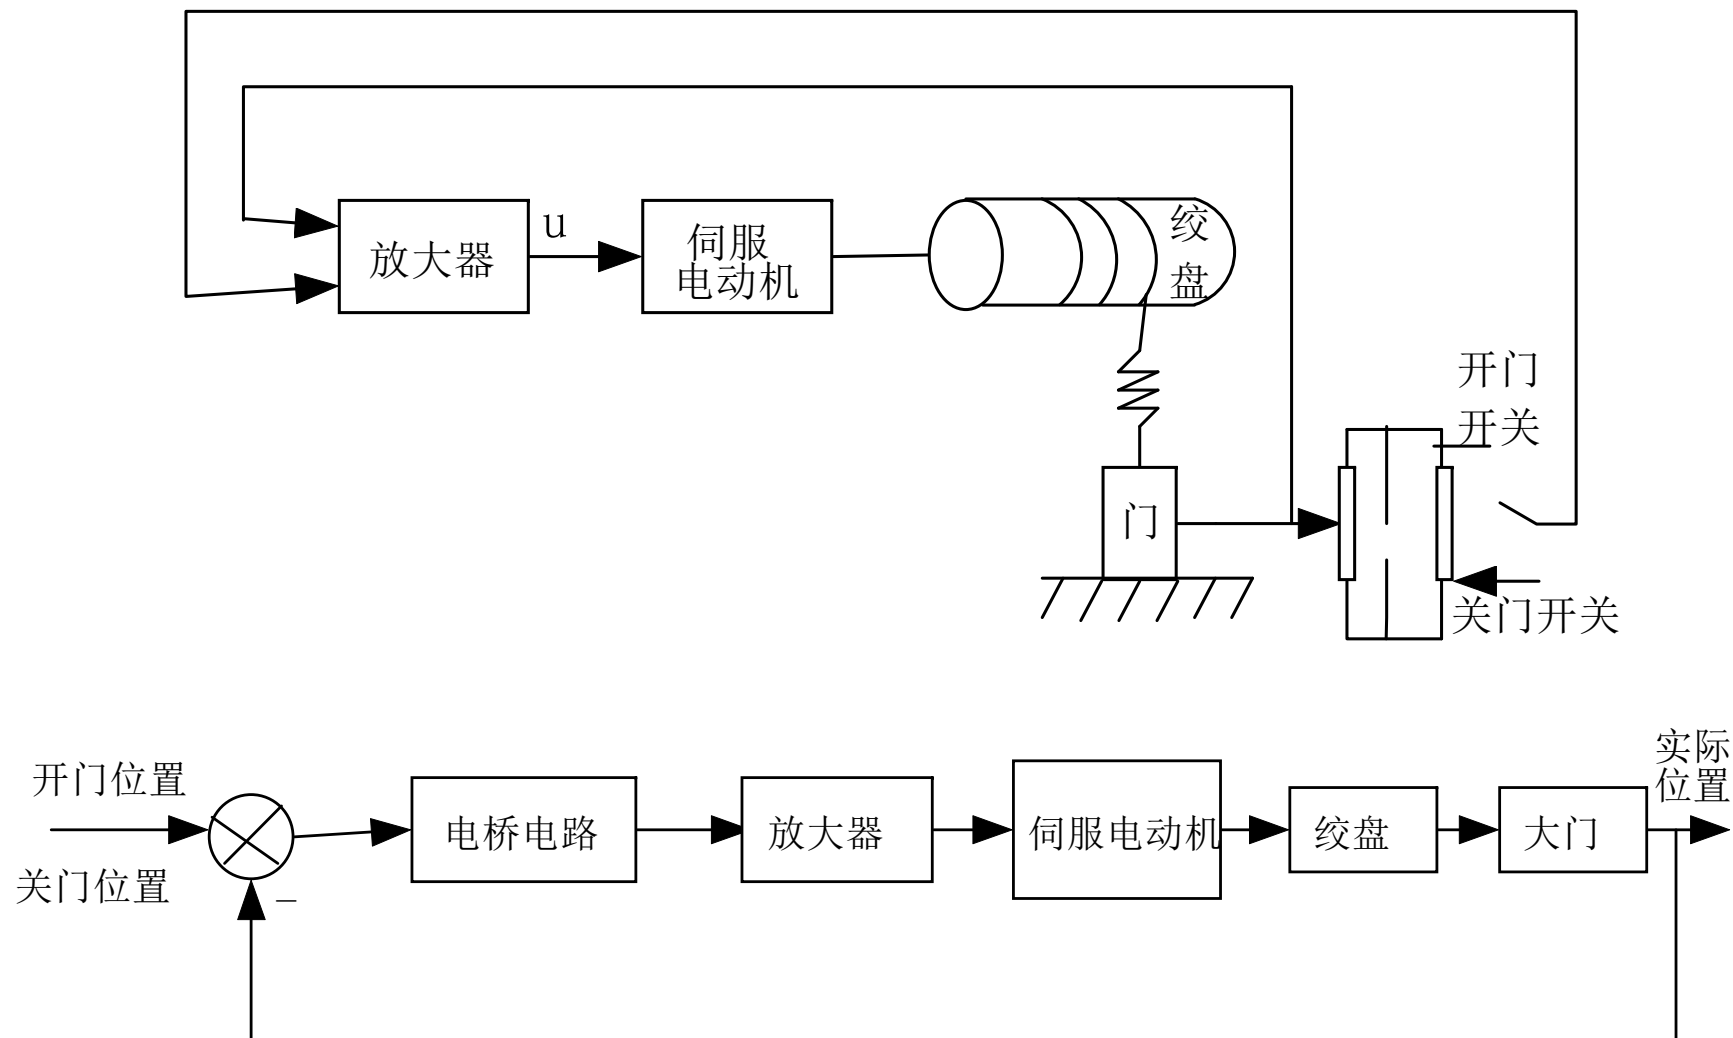 放大器
u
伺服
电动机
绞
盘
开门
开关
门
关门开关
开门位置
关门位置
−
电桥电路
放大器
伺服电动机
绞盘
大门
实际
位置